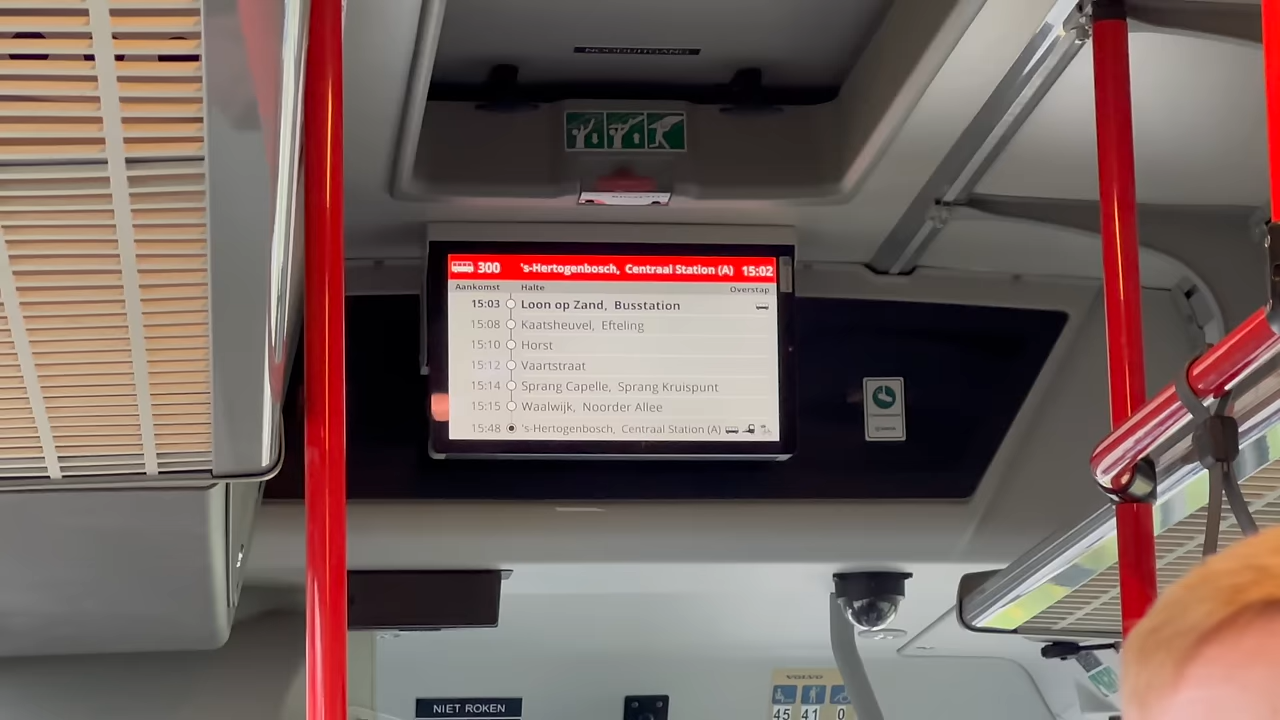 NOODUITGANG
300 's-Hertogenbosch, Centraal Station (A) 15:02
Aankomst Halte Overstap
15:03 Loon op Zand, Busstation
15:08 Kaatsheuvel, Efteling
15:10 Horst
15:12 Vaartstraat
15:14 Sprang Capelle, Sprang Kruispunt
15:15 Waalwijk, Noorder Allee
15:48 's-Hertogenbosch, Centraal Station (A)
NIET ROKEN
VOLVO
45 41 0